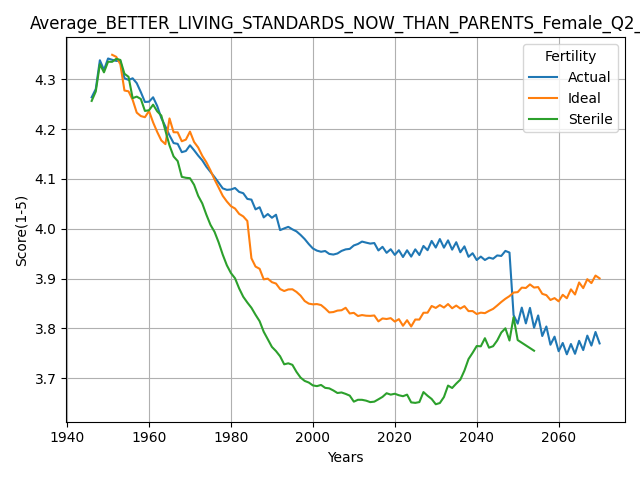 Average_BETTER_LIVING_STANDARDS_NOW_THAN_PARENTS_Female_Q2_
Fertility
Actual
Ideal
Sterile
Score(1-5)
4.3
4.2
4.1
4.0
3.9
3.8
3.7
1940 1960 1980 2000 2020 2040 2060
Years